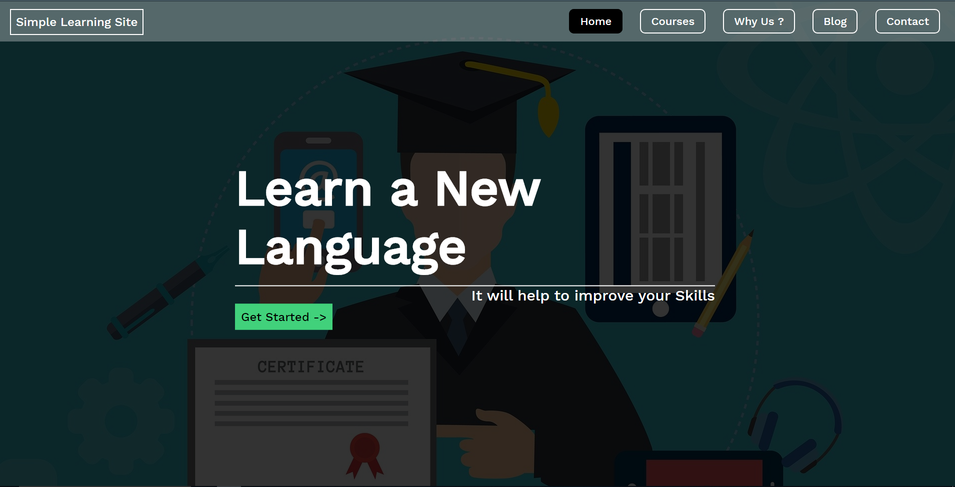 Simple Learning Site
Home
Courses
Why Us ?
Blog
Contact
Learn a New
Language
It will help to improve your Skills
Get Started ->
CERTIFICATE
@